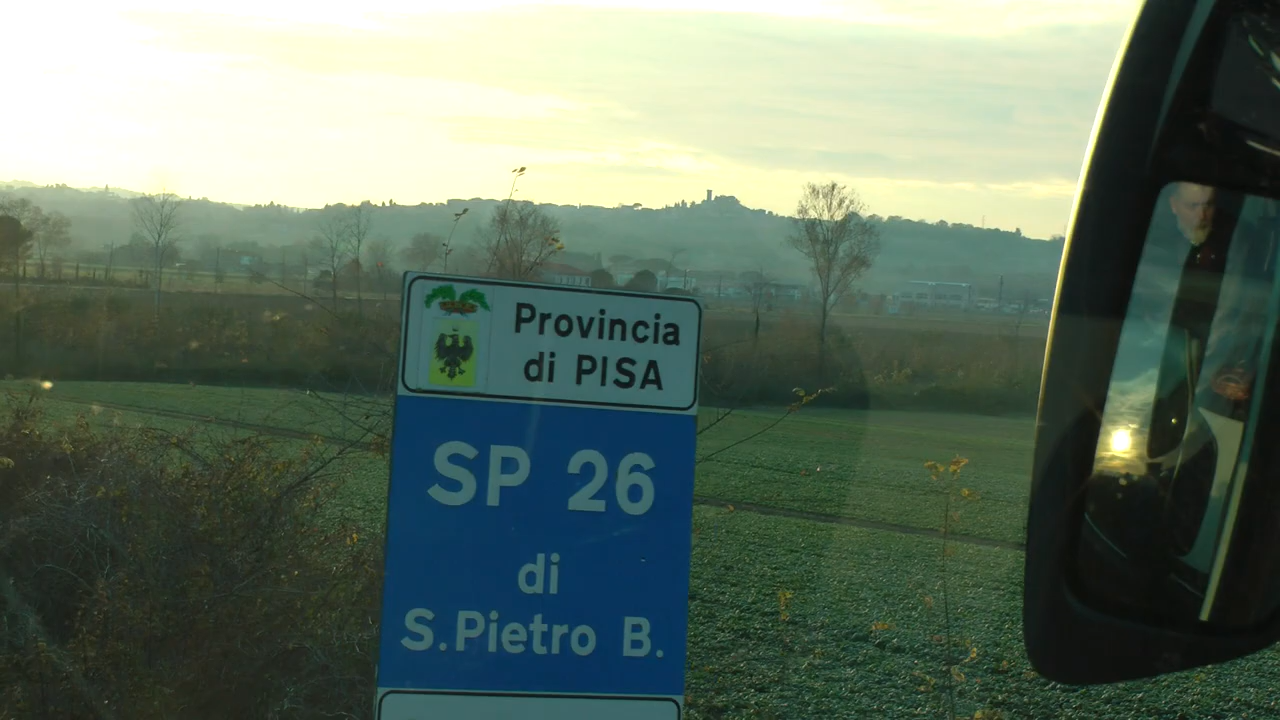 Provincia
di PISA
SP 26
di
S.Pietro B.